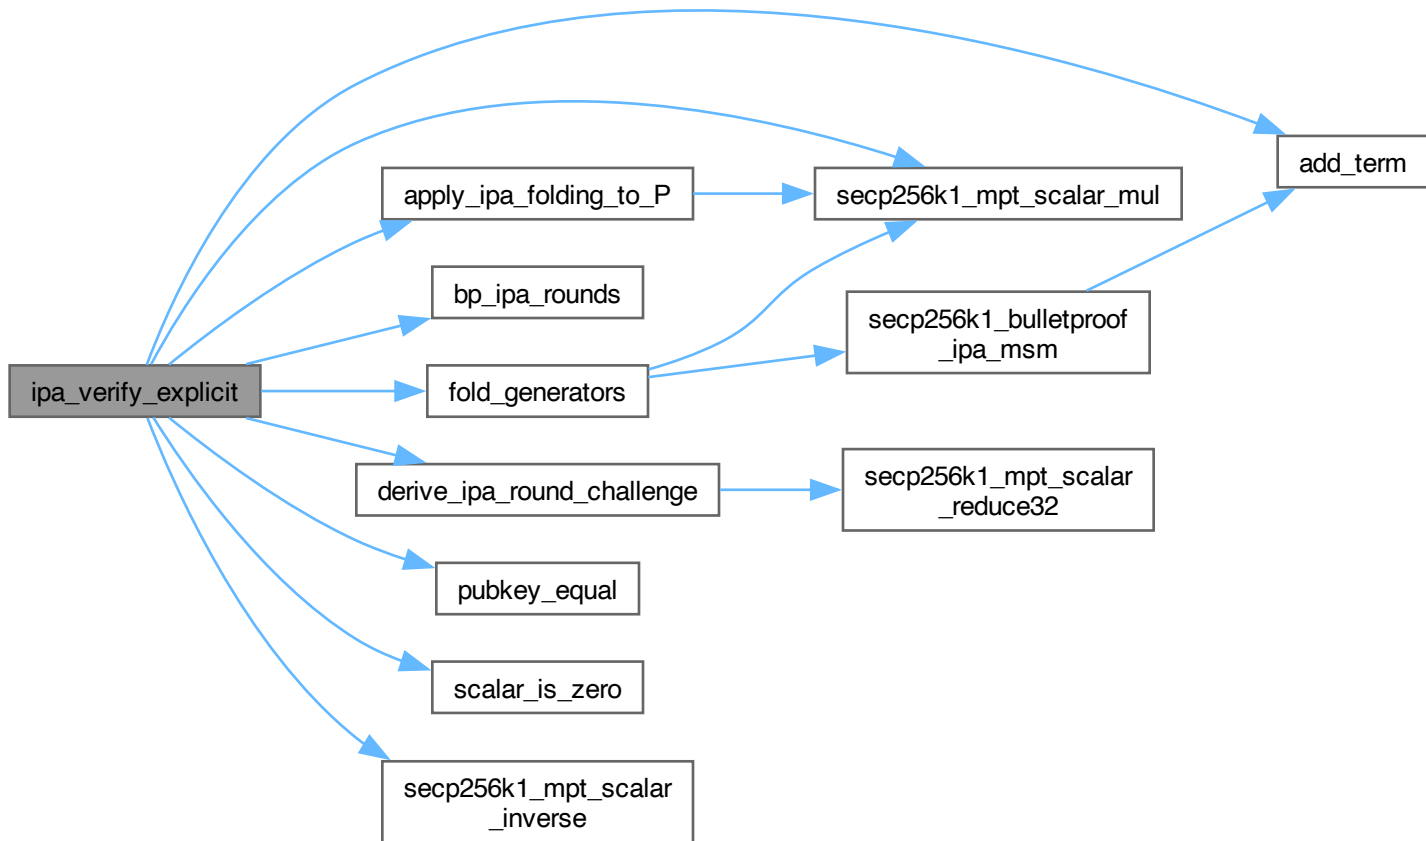 ipa_verify_explicit
apply_ipa_folding_to_P
bp_ipa_rounds
fold_generators
derive_ipa_round_challenge
pubkey_equal
scalar_is_zero
secp256k1_mpt_scalar
_inverse
secp256k1_mpt_scalar_mul
secp256k1_bulletproof
_ipa_msm
secp256k1_mpt_scalar
_reduce32
add_term